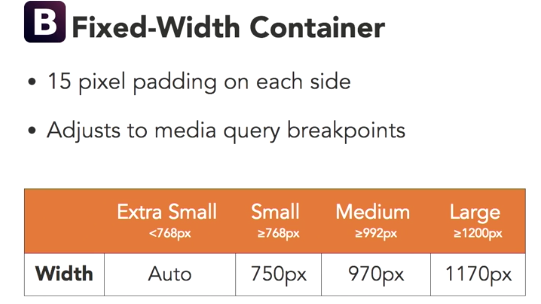 B Fixed-Width Container
• 15 pixel padding on each side
• Adjusts to media query breakpoints
Extra Small Small Medium Large
<768px ≥768px ≥992px ≥1200px
Width Auto 750px 970px 1170px